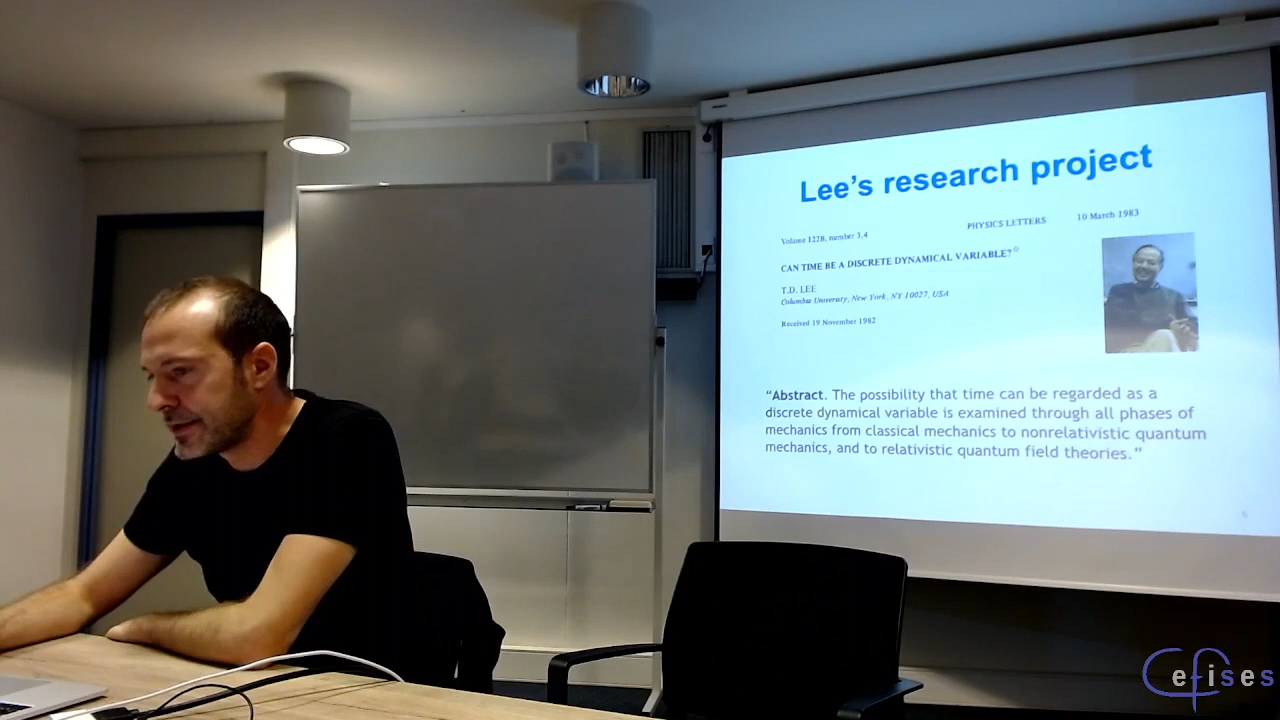 Lee's research project
Volume 122B, number 3,4
PHYSICS LETTERS
10 March 1983
CAN TIME BE A DISCRETE DYNAMICAL VARIABLE?☆
T.D. LEE
Columbia University, New York, NY 10027, USA
Received 19 November 1982
“Abstract. The possibility that time can be regarded as a
discrete dynamical variable is examined through all phases of
mechanics from classical mechanics to nonrelativistic quantum
mechanics, and to relativistic quantum field theories.”
6
Cefises